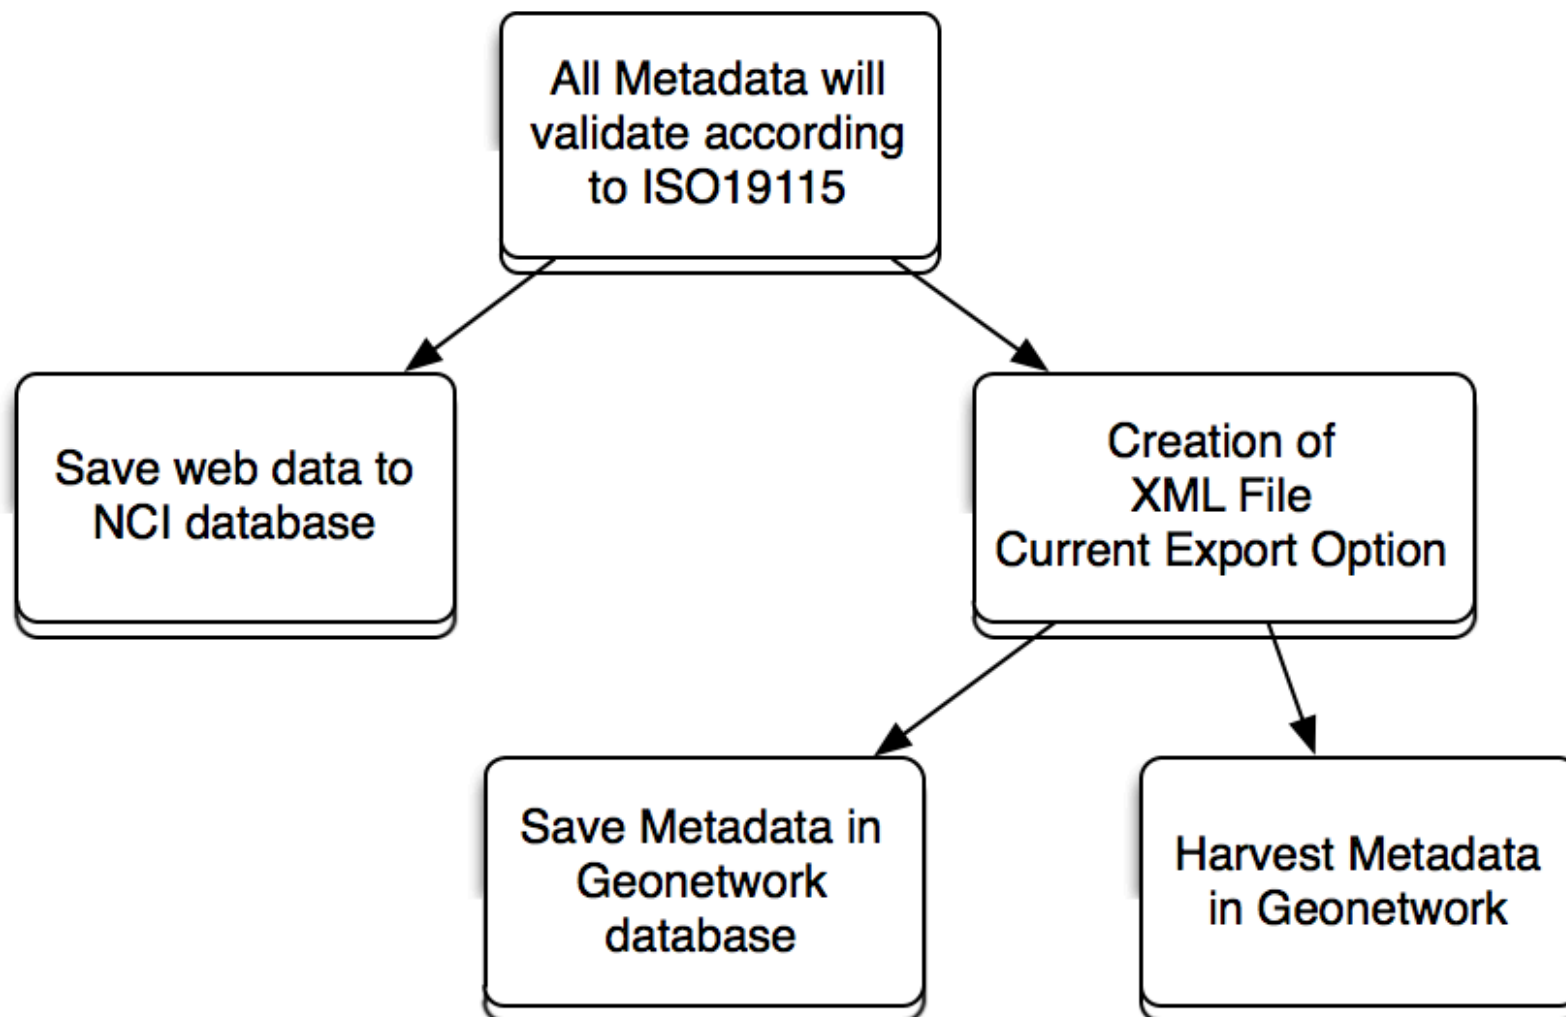 All Metadata will
validate according
to ISO19115
Save web data to
NCI database
Creation of
XML File
Current Export Option
Save Metadata in
Geonetwork
database
Harvest Metadata
in Geonetwork